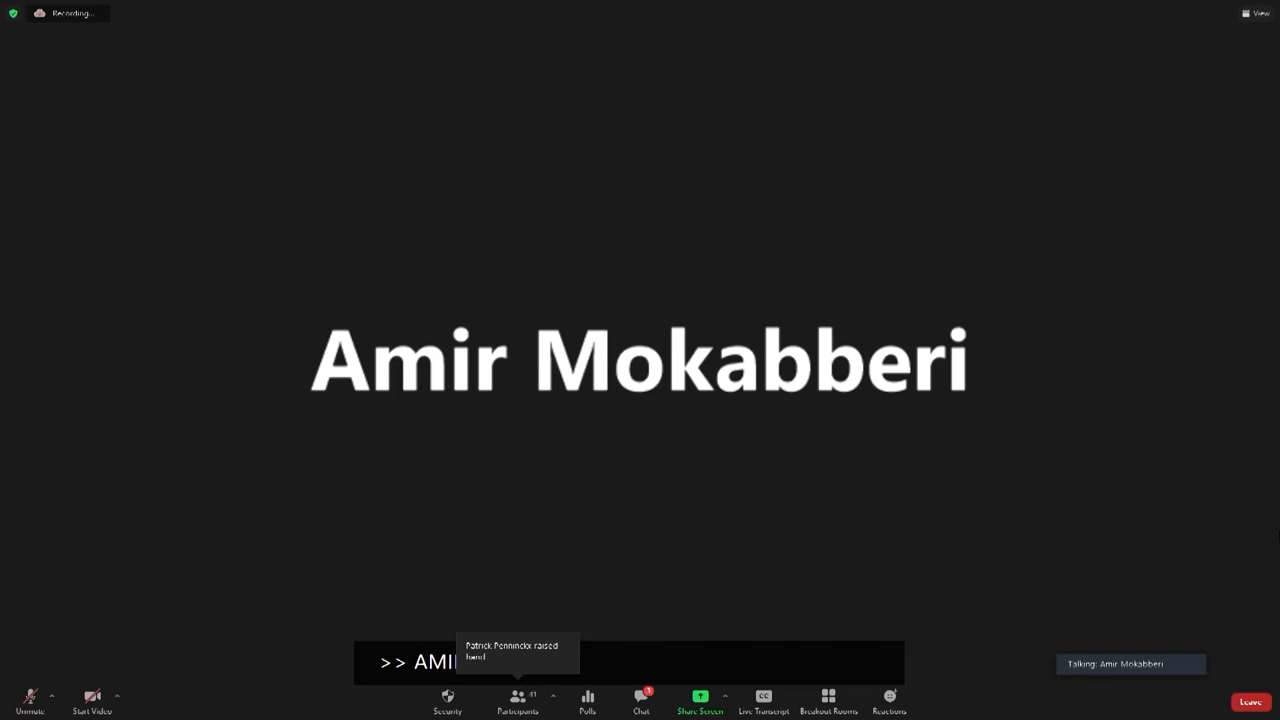 Recording...
View
Amir Mokabberi
Patrick Penninckx raised
hand
>> AMI
Talking: Amir Mokabberi
41
1
Unmute
Start Video
Security
Participants
Polls
Chat
Share Screen
Live Transcript
Breakout Rooms
Reactions
Leave
CC